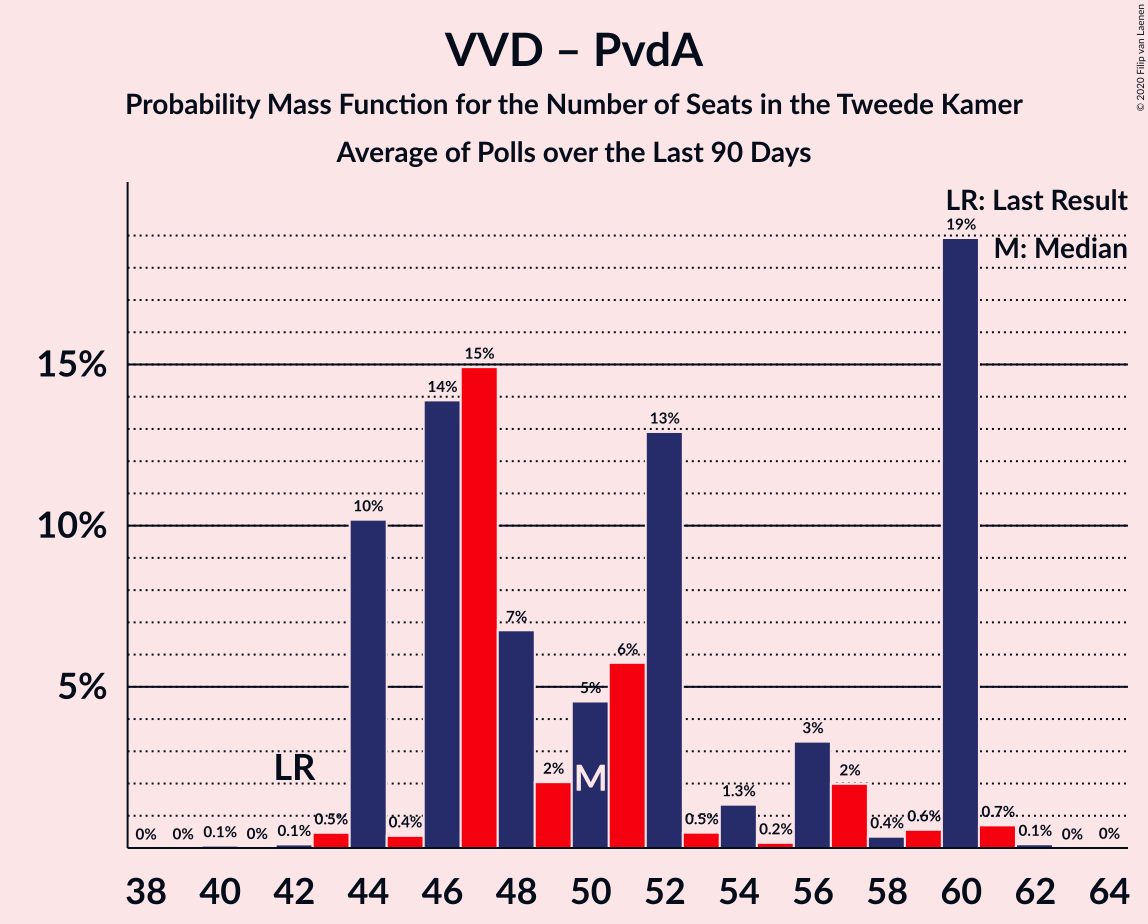 VVD – PvdA
Probability Mass Function for the Number of Seats in the Tweede Kamer
Average of Polls over the Last 90 Days
© 2020 Filip van Laenen
LR: Last Result
M: Median
15%
10%
5%
0% 0% 0.1% 0% 0.1% 0.5% 10% 0.4% 14% 15% 7% 2% 5% 6% 13% 0.5% 1.3% 0.2% 3% 2% 0.4% 0.6% 19% 0.7% 0.1% 0% 0%
LR
M
38 40 42 44 46 48 50 52 54 56 58 60 62 64